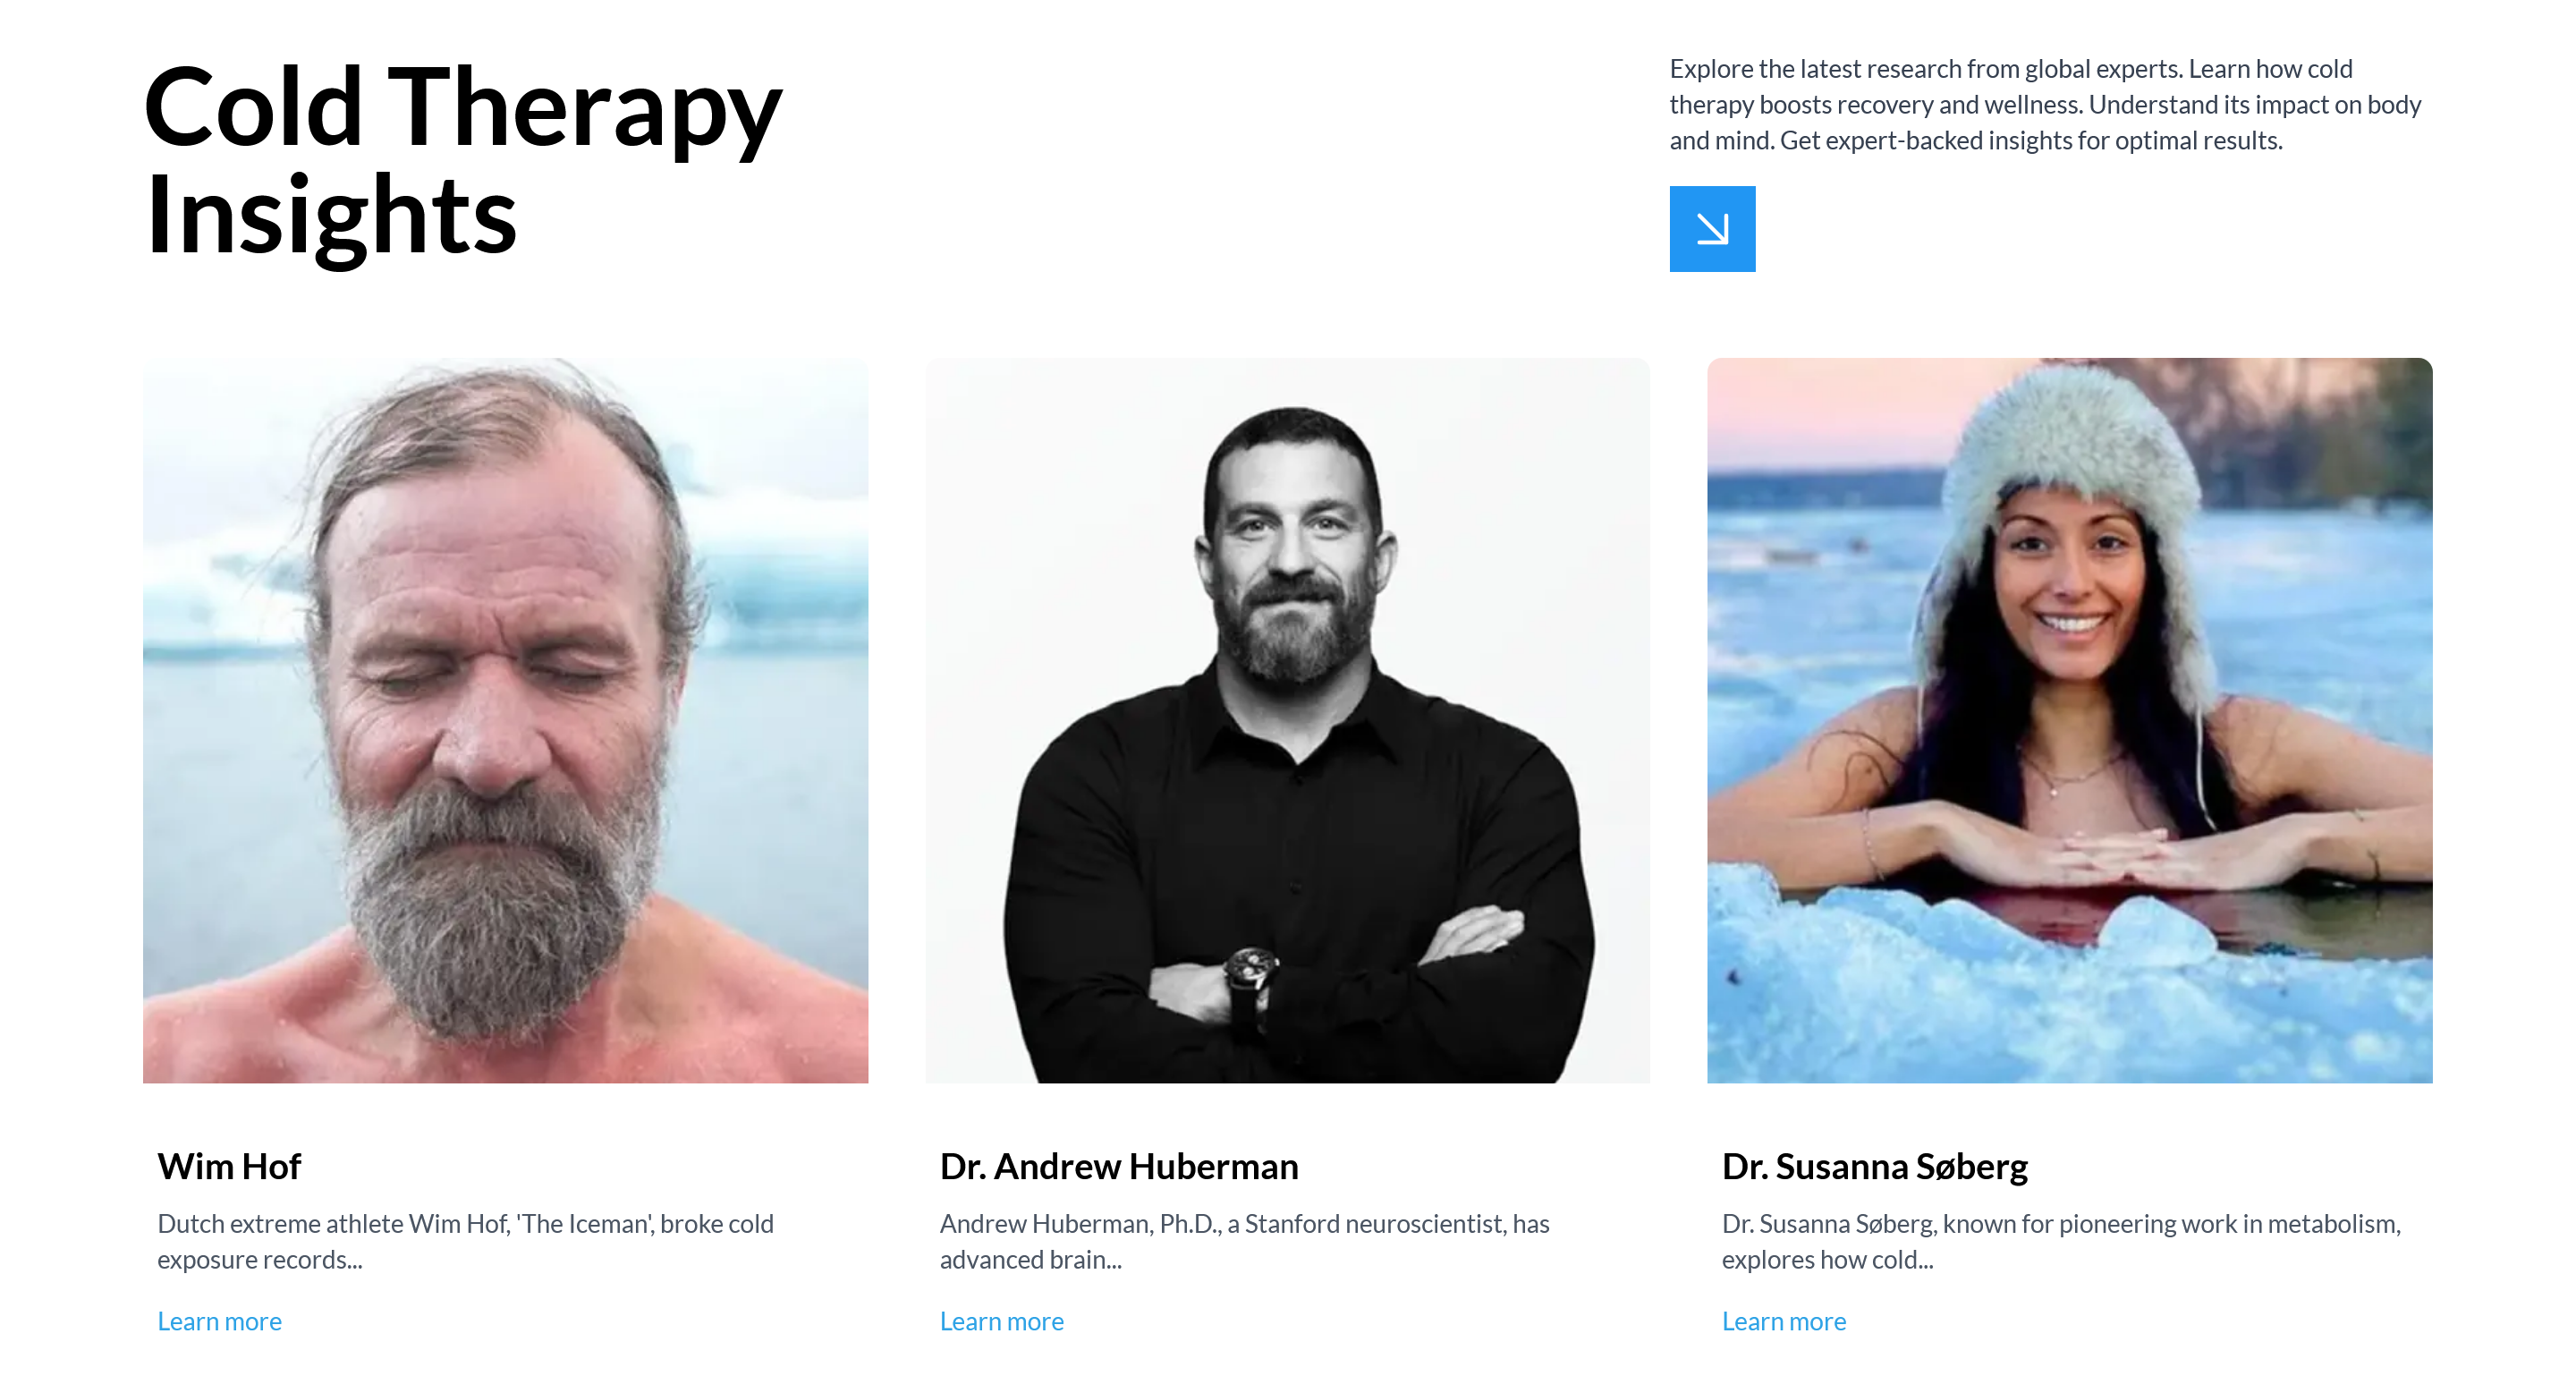 Cold Therapy
Insights
Explore the latest research from global experts. Learn how cold
therapy boosts recovery and wellness. Understand its impact on body
and mind. Get expert-backed insights for optimal results.
Wim Hof
Dutch extreme athlete Wim Hof, 'The Iceman', broke cold
exposure records...
Learn more
Dr. Andrew Huberman
Andrew Huberman, Ph.D., a Stanford neuroscientist, has
advanced brain...
Learn more
Dr. Susanna Søberg
Dr. Susanna Søberg, known for pioneering work in metabolism,
explores how cold...
Learn more